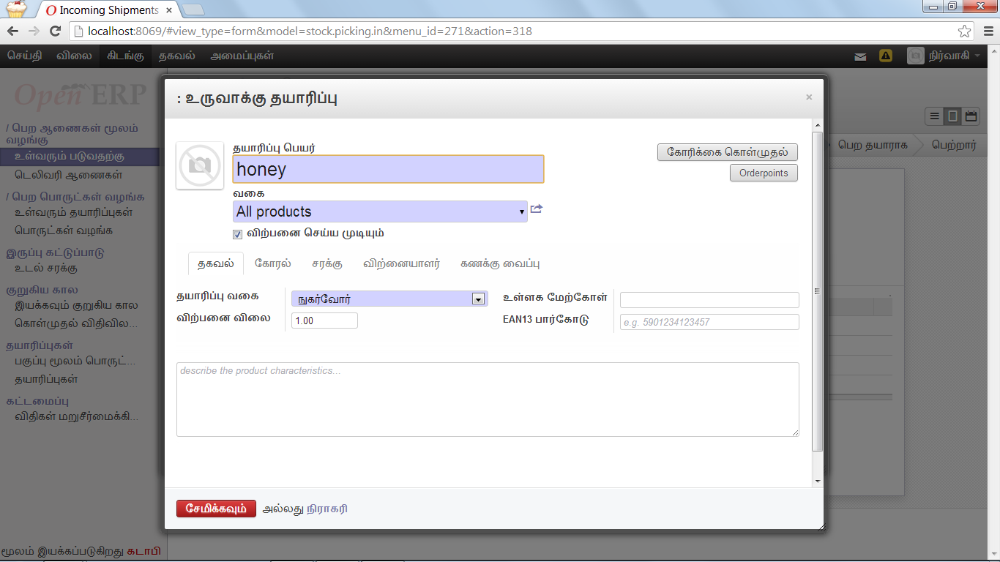 Incoming Shipments
localhost:8069/#view_type=form&model=stock.picking.in&menu_id=271&action=318
செய்தி விலை கிடங்கு தகவல் அமைப்புகள் நிர்வாகி
Open ERP
/ பெற ஆணைகள் மூலம்
வழங்கு
உள்வரும் படுவதற்கு
டெலிவரி ஆணைகள்
/ பெற பொருட்கள் வழங்க
உள்வரும் தயாரிப்புகள்
பொருட்கள் வழங்க
இருப்பு கட்டுப்பாடு
உடல் சரக்கு
குறுகிய கால
இயக்கவும் குறுகிய கால
கொள்முதல் விதிவில...
தயாரிப்புகள்
பகுப்பு மூலம் பொருட்...
தயாரிப்புகள்
கட்டமைப்பு
விதிகள் மறுசீர்மைக்கி...
மூலம் இயக்கப்படுகிறது கடாபி
பெற தயாராக பெற்றார்
: உருவாக்கு தயாரிப்பு
தயாரிப்பு பெயர்
honey
கோரிக்கை கொள்முதல்
Orderpoints
வகை
All products
விற்பனை செய்ய முடியும்
தகவல் கோரல் சரக்கு விற்னையாளர் கணக்கு வைப்பு
தயாரிப்பு வகை நுகர்வோர் உள்ளக மேற்கோள்
விற்பனை விலை 1.00 EAN13 பார்கோடு e.g. 5901234123457
describe the product characteristics...
சேமிக்கவும் அல்லது நிராகரி